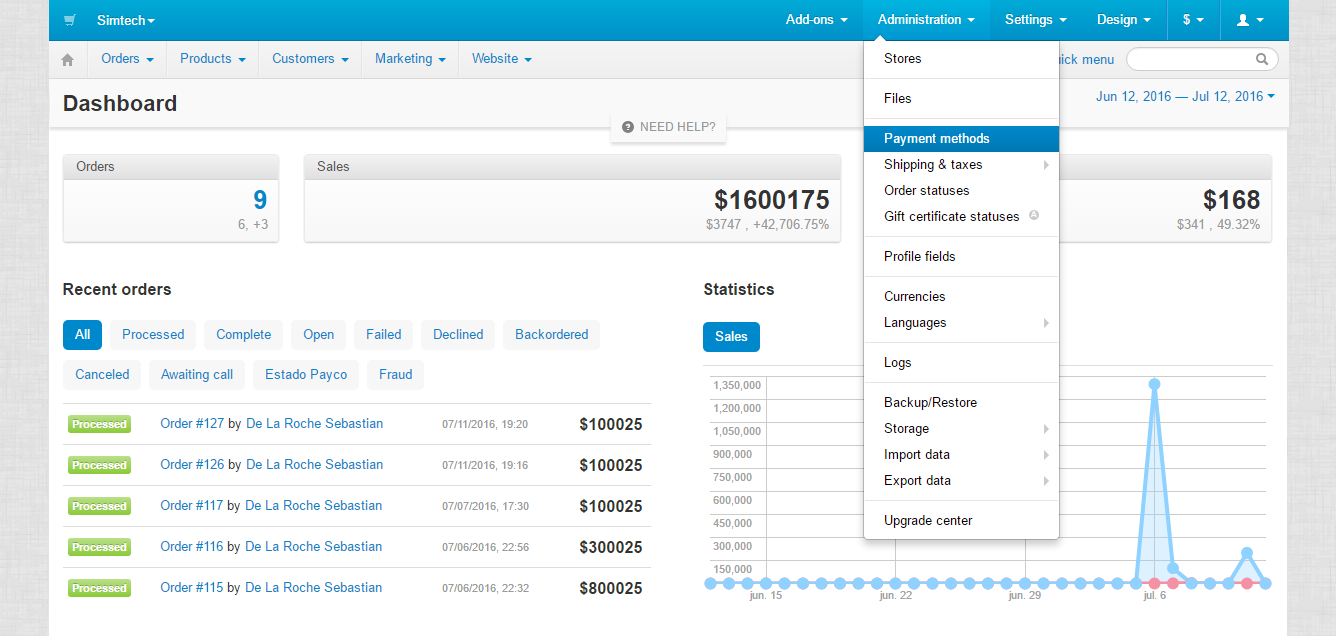 Simtech
Add-ons Administration Settings Design $
Orders Products Customers Marketing Website
uick menu
Dashboard
Jun 12, 2016 — Jul 12, 2016
NEED HELP?
Stores
Files
Payment methods
Shipping & taxes
Order statuses
Gift certificate statuses
Profile fields
Currencies
Languages
Logs
Backup/Restore
Storage
Import data
Export data
Upgrade center
Orders
9
6, +3
Sales
$1600175
$3747 , +42,706.75%
$168
$341 , 49.32%
Recent orders
All Processed Complete Open Failed Declined Backordered
Canceled Awaiting call Estado Payco Fraud
Processed Order #127 by De La Roche Sebastian 07/11/2016, 19:20 $100025
Processed Order #126 by De La Roche Sebastian 07/11/2016, 19:16 $100025
Processed Order #117 by De La Roche Sebastian 07/07/2016, 17:30 $100025
Processed Order #116 by De La Roche Sebastian 07/06/2016, 22:56 $300025
Processed Order #115 by De La Roche Sebastian 07/06/2016, 22:32 $800025
Statistics
Sales
1,350,000
1,200,000
1,050,000
900,000
750,000
600,000
450,000
300,000
150,000
jun. 15 jun. 22 jun. 29 jul. 6